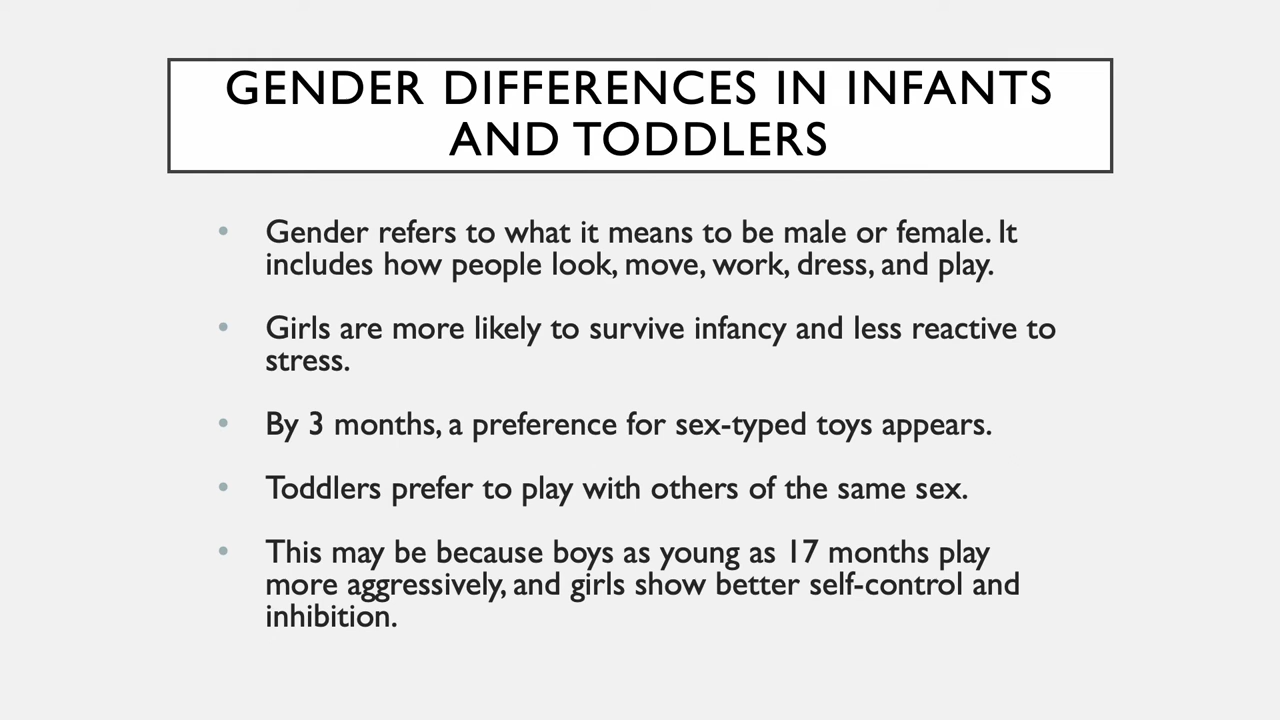 GENDER DIFFERENCES IN INFANTS
AND TODDLERS
• Gender refers to what it means to be male or female. It
includes how people look, move, work, dress, and play.
• Girls are more likely to survive infancy and less reactive to
stress.
• By 3 months, a preference for sex-typed toys appears.
• Toddlers prefer to play with others of the same sex.
• This may be because boys as young as 17 months play
more aggressively, and girls show better self-control and
inhibition.